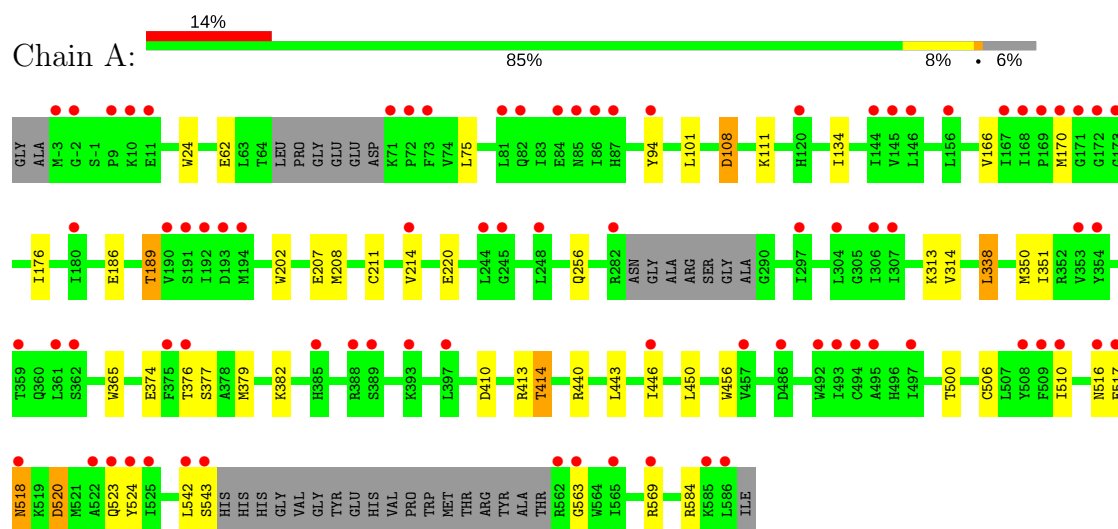 14%
Chain A:
85% 8% • 6%
GLY ALA M-3 G-2 S-1 P9 K10 E11 W24 E62 L63 T64 LEU PRO GLY GLU GLU ASP K71 P72 F73 V74 L75 L81 Q82 I83 E84 N85 I86 H87 Y94 L101 D108 K111 H120 I134 I144 V145 L146 L156 V166 I167 I168 P169 M170 G171 G172 G173
I176 I180 E186 T189 V190 S191 I192 D193 M194 W202 E207 M208 C211 V214 E220 L244 G245 L248 Q256 R282 ASN GLY ALA ARG SER GLY ALA G290 I297 L304 G305 I306 I307 K313 V314 L338 M350 I351 R352 V353 Y354
T359 Q360 L361 S362 W365 E374 F375 T376 S377 A378 M379 K382 H385 R388 S389 K393 L397 D410 R413 T414 R440 L443 I446 L450 W456 V457 D486 W492 I493 C494 A495 H496 I497 T500 C506 L507 Y508 F509 I510 N516 E517
N518 K519 D520 M521 A522 Q523 Y524 I525 L542 S543 HIS HIS HIS GLY VAL GLY TYR GLU HIS VAL PRO TRP MET THR ARG TYR ALA THR R562 G563 W564 I565 R569 R584 K585 L586 ILE